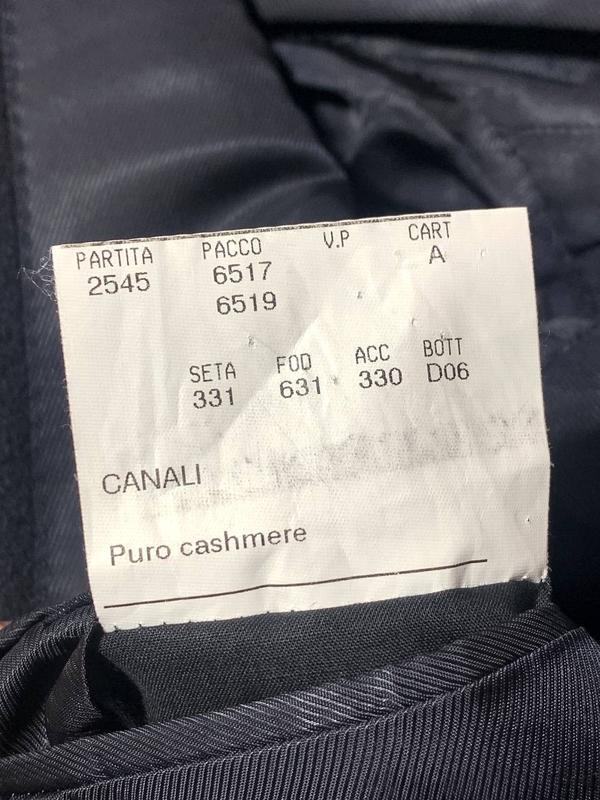 PARTITA PACCO V.P CART
2545 6517 A
6519
SETA FOD ACC BOTT
331 631 330 D06
CANALI
Puro cashmere